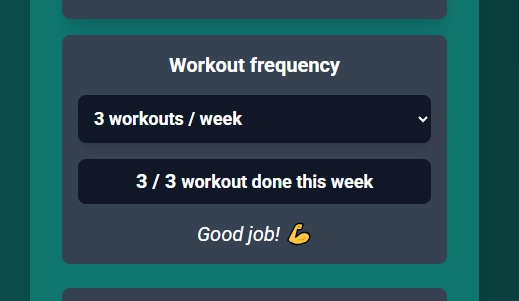 Workout frequency
3 workouts / week
3 / 3 workout done this week
Good job! 💪